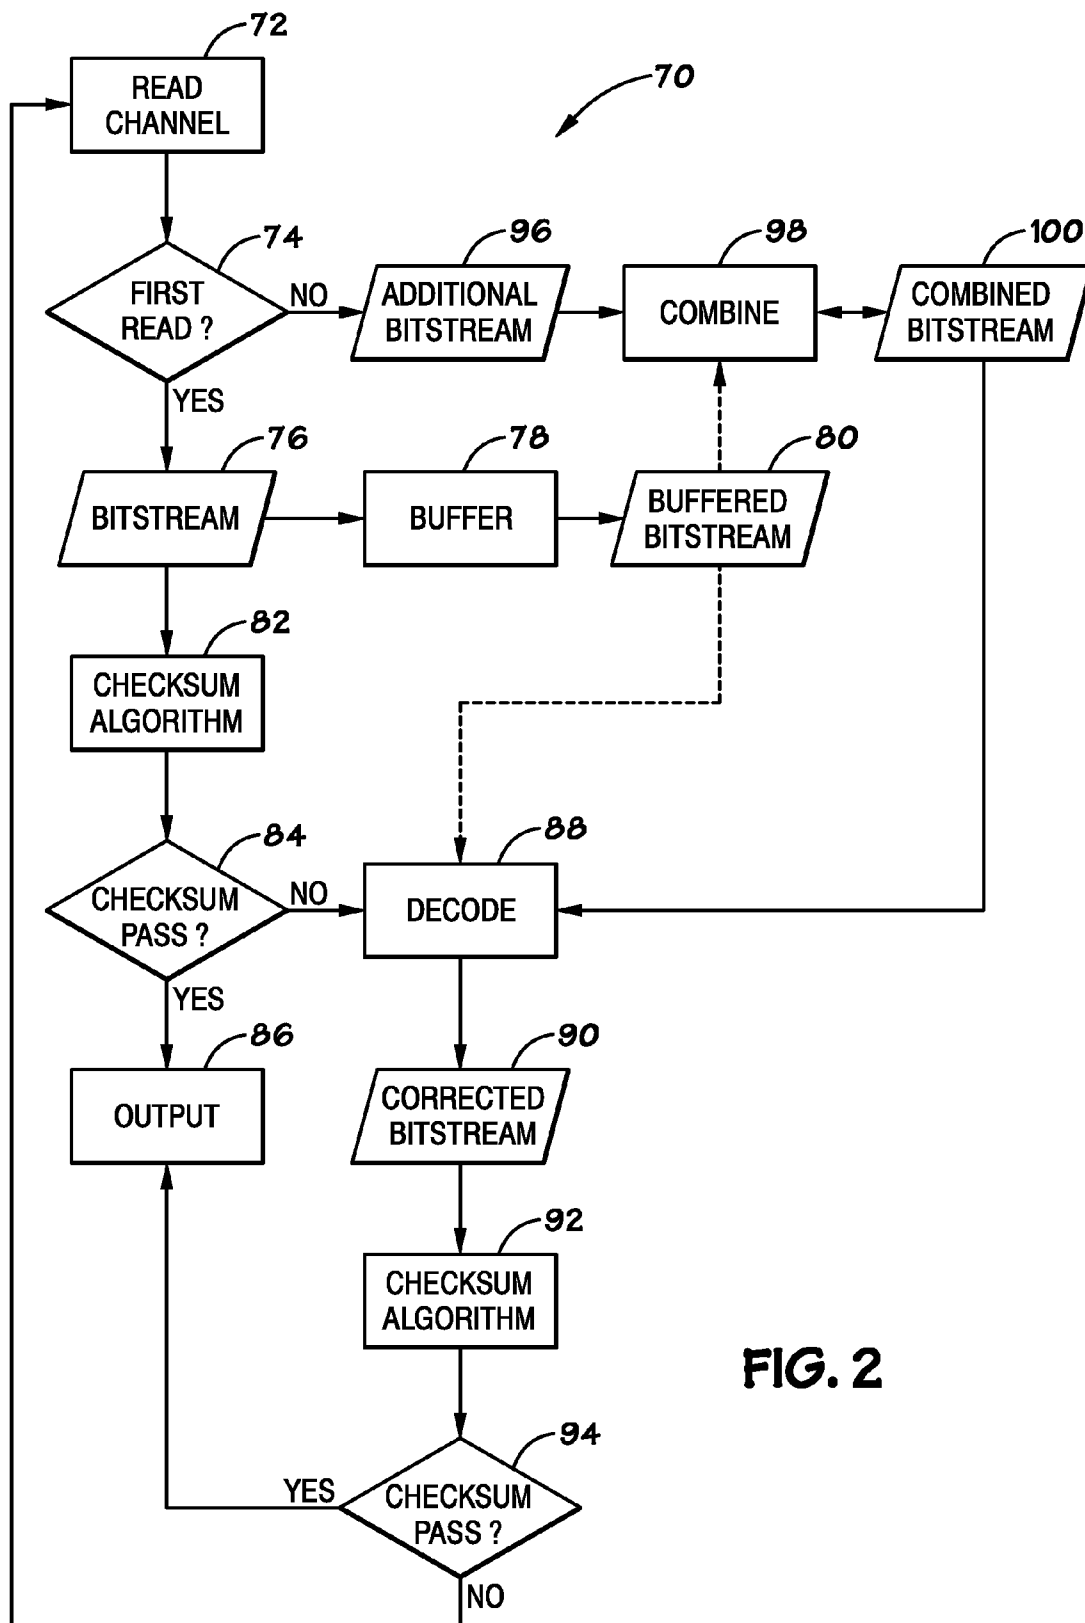 72
READ
CHANNEL
70
74
FIRST
READ ?
NO
YES
96
ADDITIONAL
BITSTREAM
98
COMBINE
100
COMBINED
BITSTREAM
76
BITSTREAM
78
BUFFER
80
BUFFERED
BITSTREAM
82
CHECKSUM
ALGORITHM
84
CHECKSUM
PASS ?
NO
YES
88
DECODE
86
OUTPUT
90
CORRECTED
BITSTREAM
92
CHECKSUM
ALGORITHM
FIG. 2
94
YES
CHECKSUM
PASS ?
NO